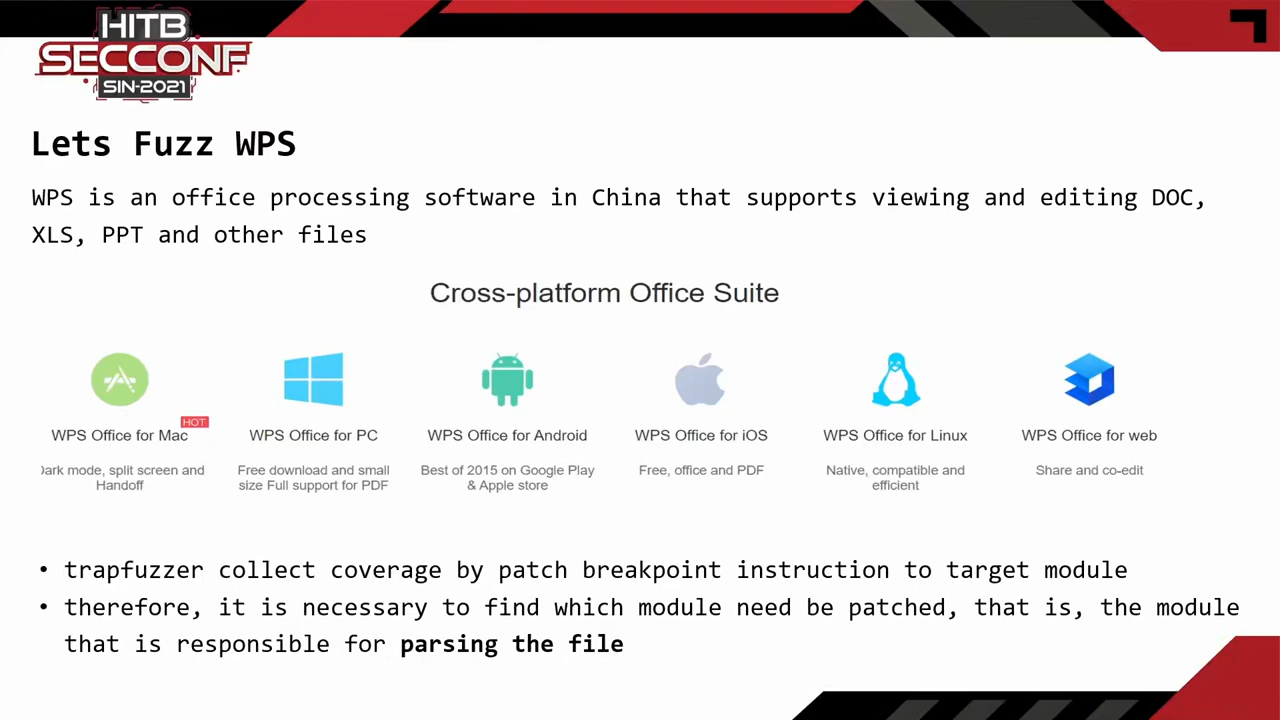 HITB
SECCONF
SIN-2021
Lets Fuzz WPS
WPS is an office processing software in China that supports viewing and editing DOC,
XLS, PPT and other files
Cross-platform Office Suite
HOT
WPS Office for Mac
WPS Office for PC
WPS Office for Android
WPS Office for iOS
WPS Office for Linux
WPS Office for web
Dark mode, split screen and
Handoff
Free download and small
size Full support for PDF
Best of 2015 on Google Play
& Apple store
Free, office and PDF
Native, compatible and
efficient
Share and co-edit
• trapfuzzer collect coverage by patch breakpoint instruction to target module
• therefore, it is necessary to find which module need be patched, that is, the module
that is responsible for parsing the file